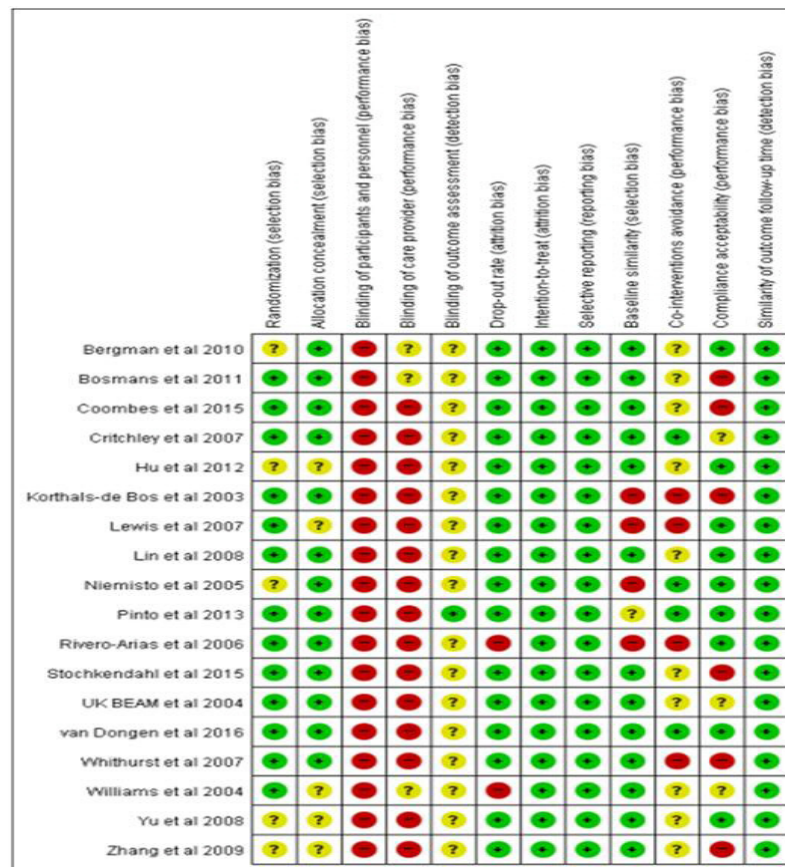 Randomization (selection bias)
Allocation concealment (selection bias)
Blinding of participants and personnel (performance bias)
Blinding of care provider (performance bias)
Blinding of outcome assessment (detection bias)
Drop-out rate (attrition bias)
Intention-to-treat (attrition bias)
Selective reporting (reporting bias)
Baseline similarity (selection bias)
Co-interventions avoidance (performance bias)
Compliance acceptability (performance bias)
Similarity of outcome follow-up time (detection bias)
Bergman et al 2010 ? + - ? ? + + + + ? + +
Bosmans et al 2011 + + - ? ? + + + + ? - +
Coombes et al 2015 + + - - ? + + + + ? - +
Critchley et al 2007 + + - - ? + + + + + ? +
Hu et al 2012 ? ? - - ? + + + + ? + +
Korthals-de Bos et al 2003 + + - - ? + + + - - - +
Lewis et al 2007 + ? - - ? + + + - - + +
Lin et al 2008 + + - - ? + + + + ? + +
Niemisto et al 2005 ? + - - ? + + + - + + +
Pinto et al 2013 + + - - + + + + ? + + +
Rivero-Arias et al 2006 + + - - ? - + + - - + +
Stochkendahl et al 2015 + + - - ? + + + + ? - +
UK BEAM et al 2004 + + - - ? + + + + ? ? +
van Dongen et al 2016 + + - - ? + + + + + + +
Whithurst et al 2007 + + - - ? + + + + - - +
Williams et al 2004 + ? - ? ? - + + + ? ? +
Yu et al 2008 ? ? - - ? + + + + ? + +
Zhang et al 2009 ? ? - - ? + + + + ? - +